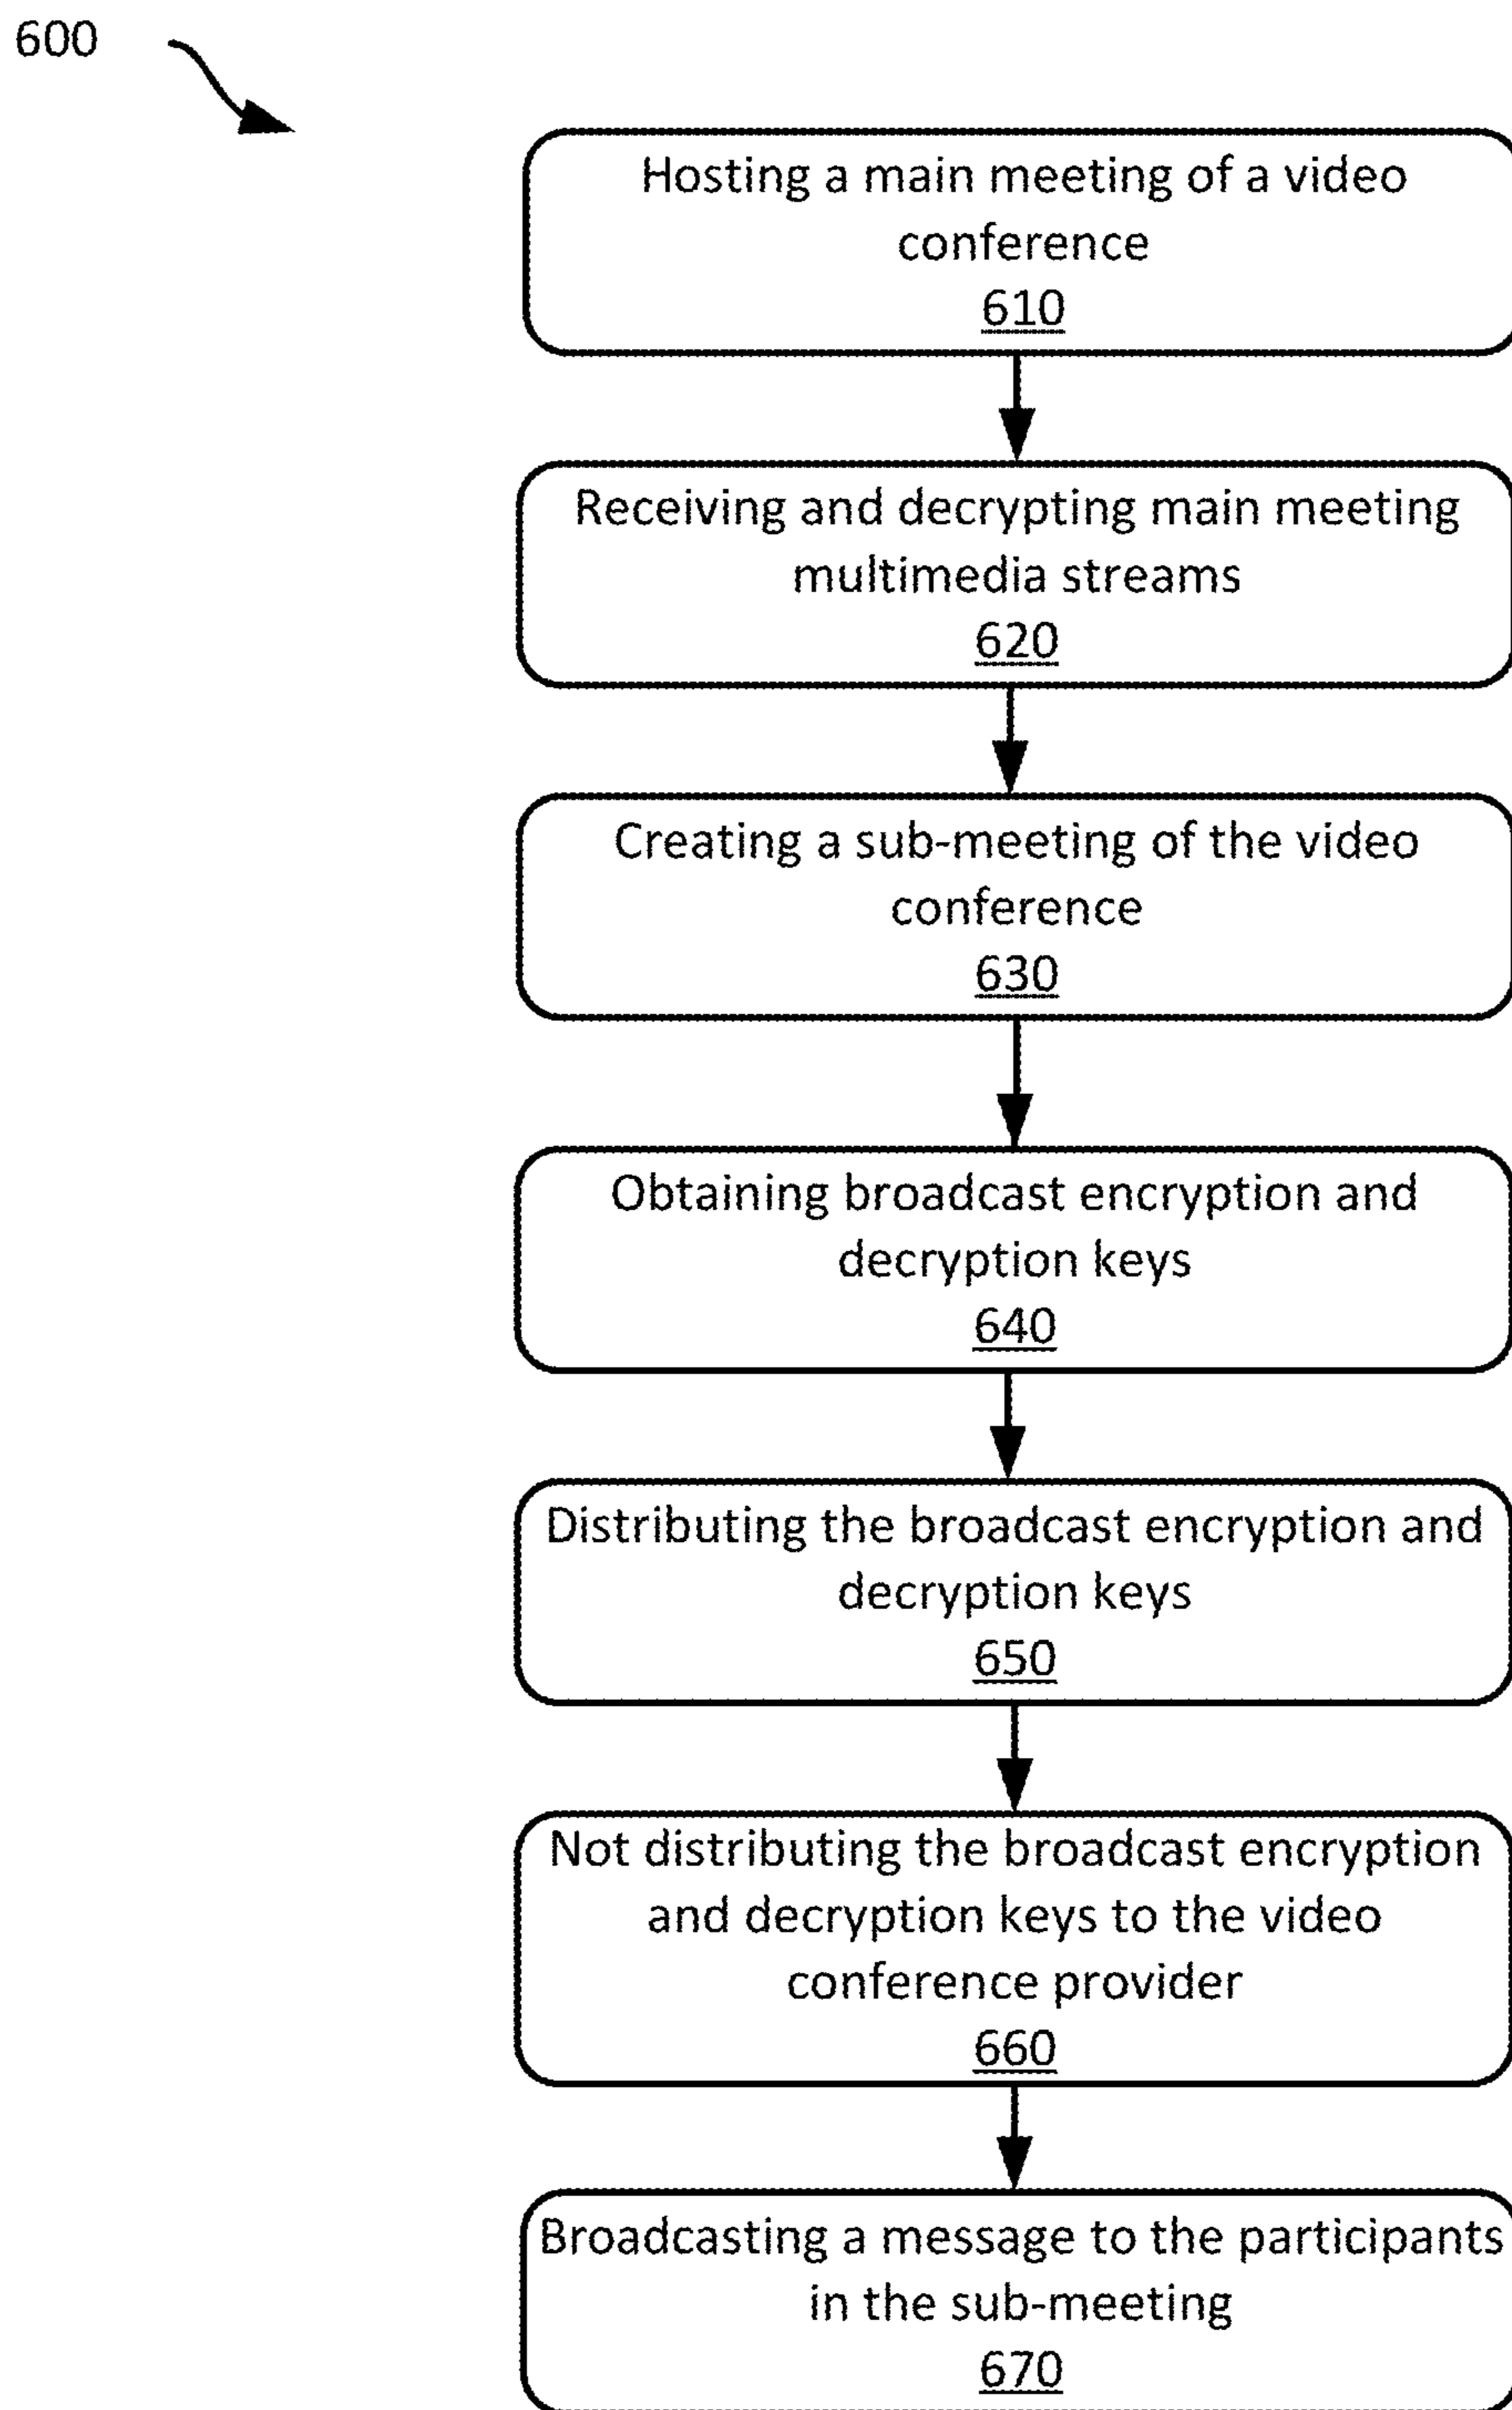 600
Hosting a main meeting of a video
conference
610
Receiving and decrypting main meeting
multimedia streams
620
Creating a sub-meeting of the video
conference
630
Obtaining broadcast encryption and
decryption keys
640
Distributing the broadcast encryption and
decryption keys
650
Not distributing the broadcast encryption
and decryption keys to the video
conference provider
660
Broadcasting a message to the participants
in the sub-meeting
670